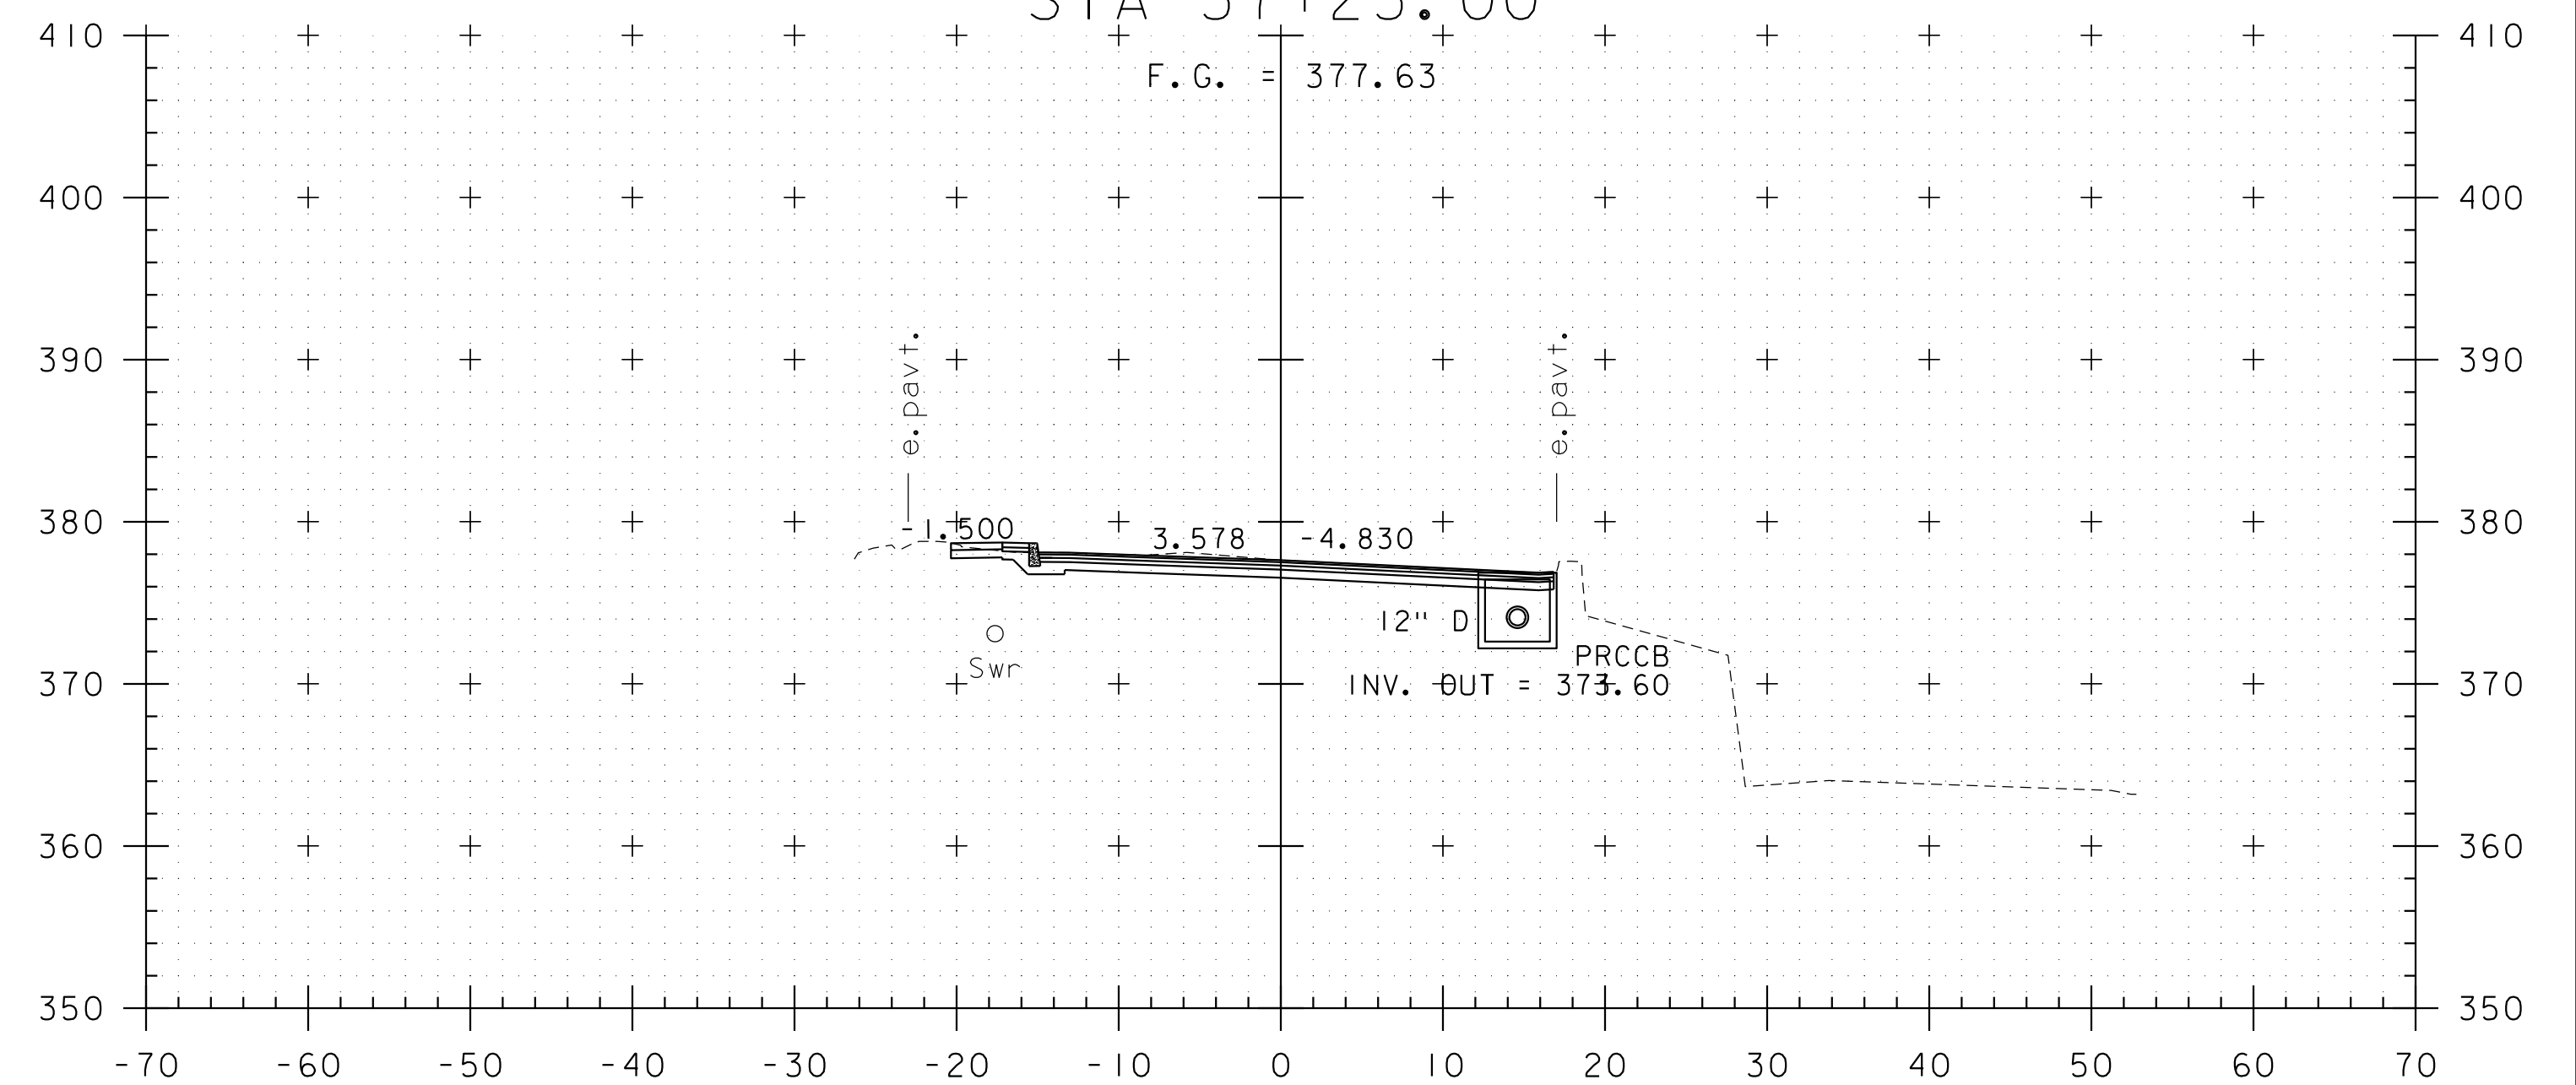 F.G. = 377.63
410 410
400 400
390 390
e.pavt. e.pavt.
380 380
-1.500 3.578 -4.830
12" D
PRCCB
Swr
370 INV. OUT = 373.60 370
360 360
350 350
-70 -60 -50 -40 -30 -20 -10 0 10 20 30 40 50 60 70